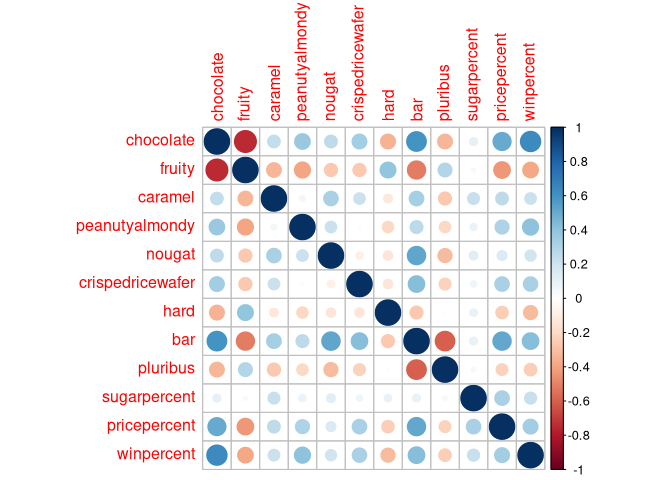 chocolate
fruity
caramel
peanutyalmondy
nougat
crispedricewafer
hard
bar
pluribus
sugarpercent
pricepercent
winpercent
chocolate
fruity
caramel
peanutyalmondy
nougat
crispedricewafer
hard
bar
pluribus
sugarpercent
pricepercent
winpercent
1
0.8
0.6
0.4
0.2
0
-0.2
-0.4
-0.6
-0.8
-1